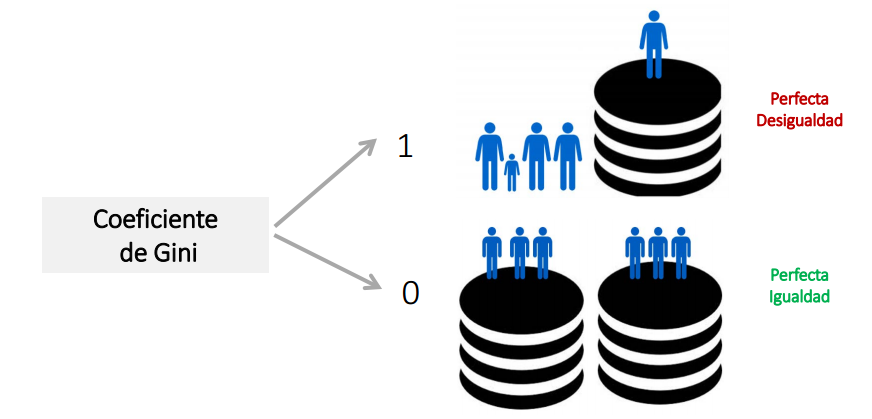 Perfecta
Desigualdad
1
Coeficiente
de Gini
0
Perfecta
Igualdad